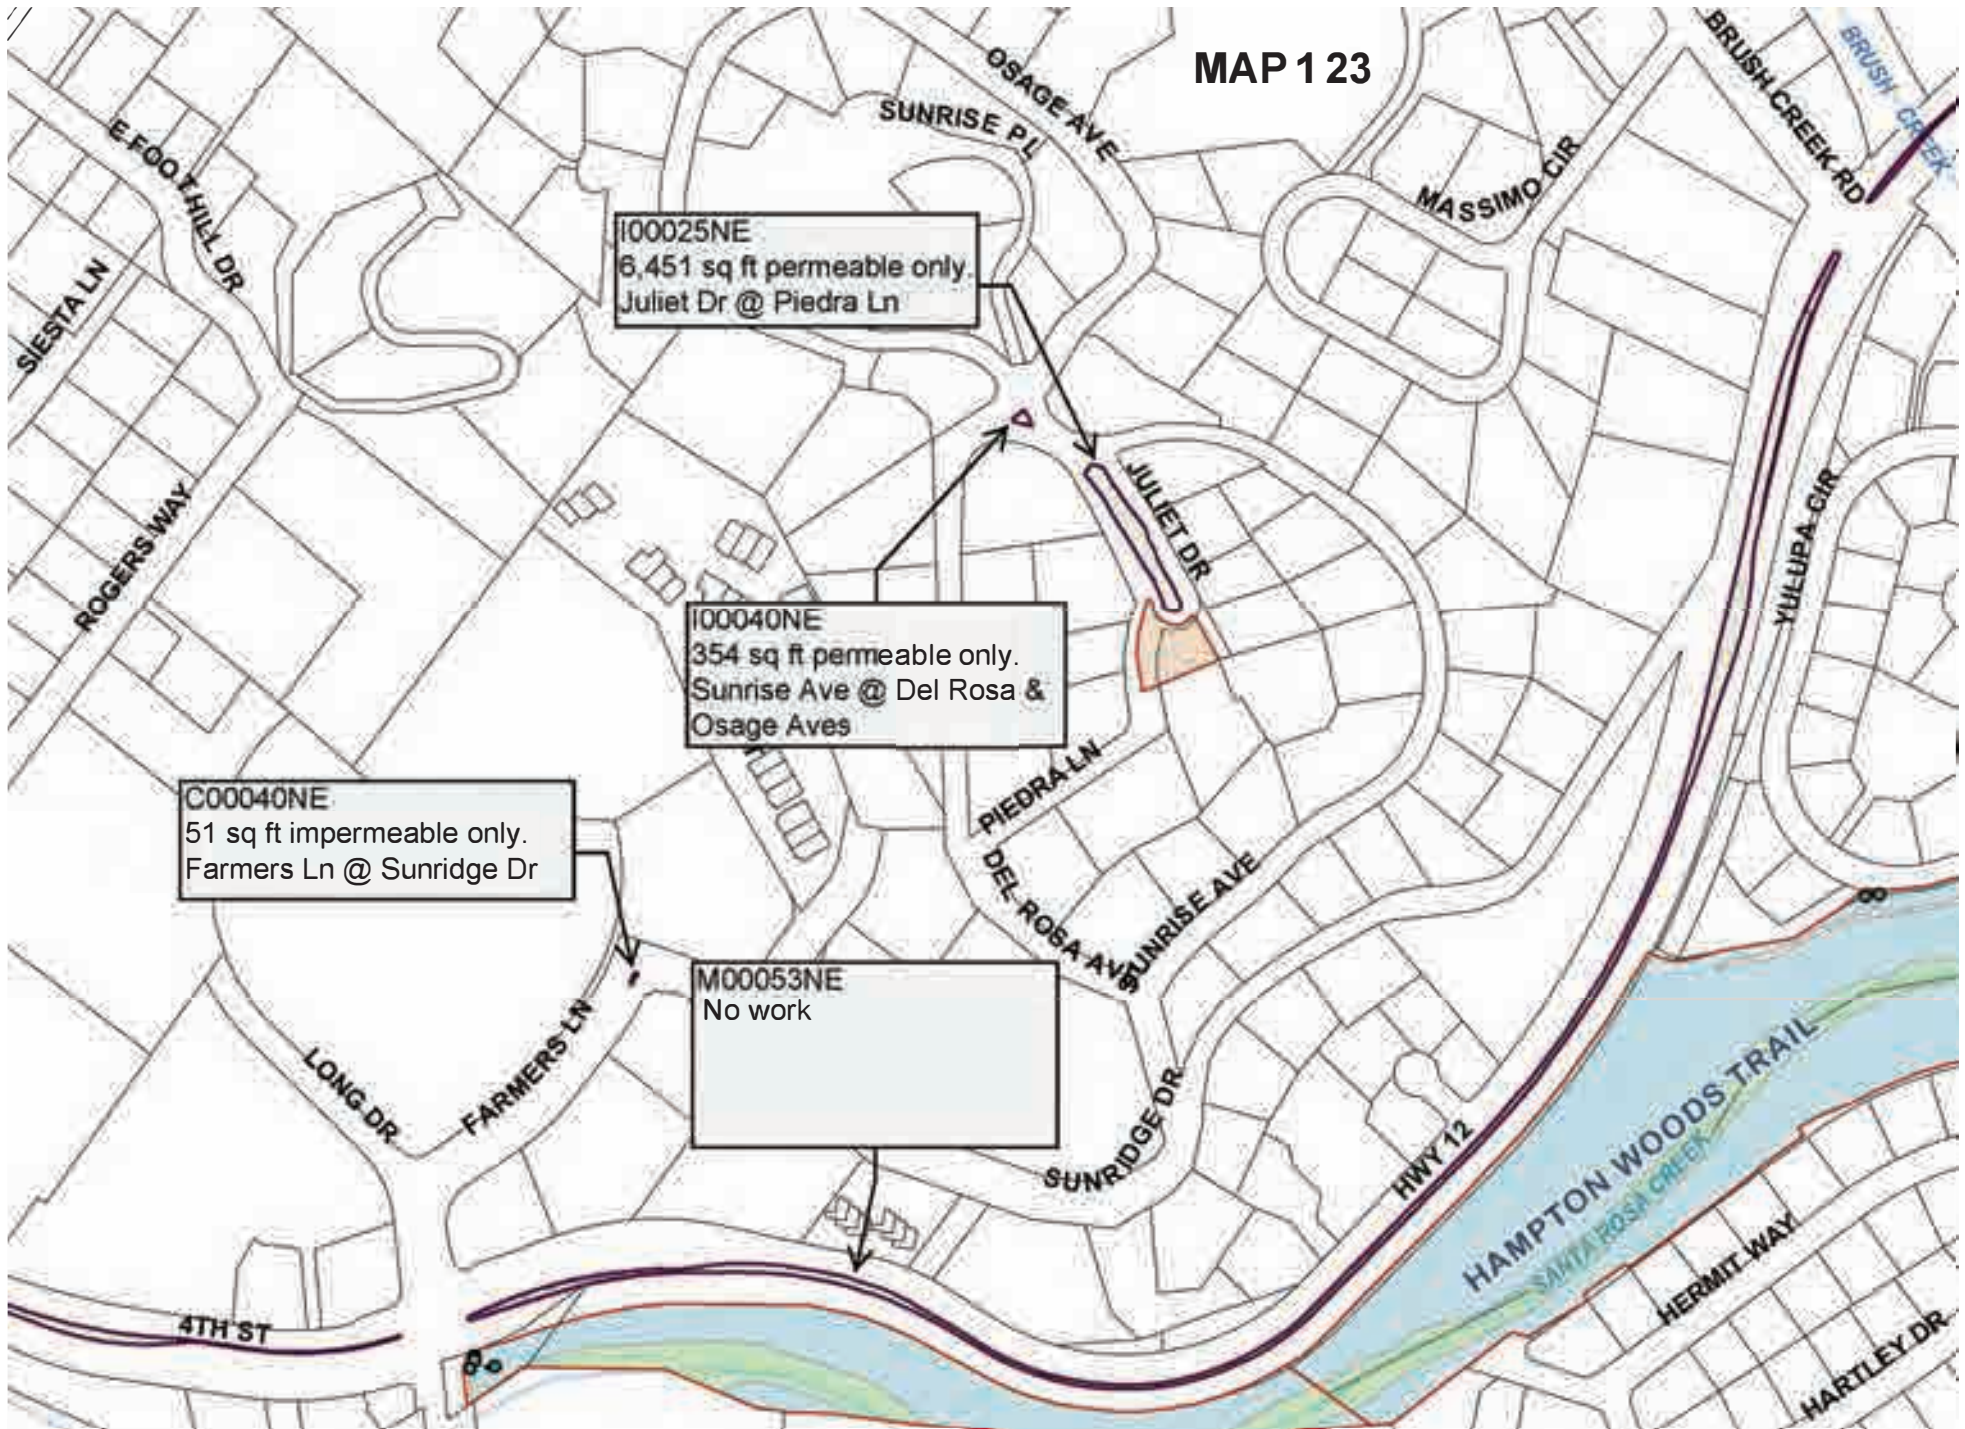 MAP 1 23
OSAGE AVE
SUNRISE PL
BRUSH CREEK RD
BRUSH CREEK
E FOOTHILL DR
MASSIMO CIR
SIESTA LN
I00025NE
6,451 sq ft permeable only.
Juliet Dr @ Piedra Ln
JULIET DR
ROGERS WAY
YULUPA CIR
I00040NE
354 sq ft permeable only.
Sunrise Ave @ Del Rosa &
Osage Aves
PIEDRA LN
C00040NE
51 sq ft impermeable only.
Farmers Ln @ Sunridge Dr
DEL ROSA AVE
SUNRISE AVE
M00053NE
No work
LONG DR
FARMERS LN
SUNRIDGE DR
HWY 12
HAMPTON WOODS TRAIL
SANTA ROSA CREEK
HERMIT WAY
HARTLEY DR
4TH ST